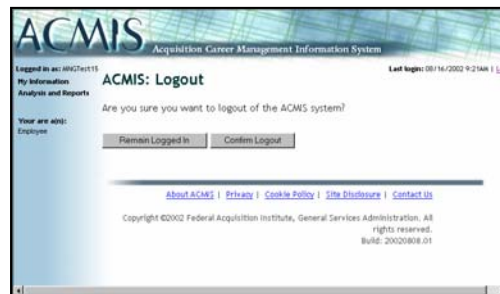 ACMIS Acquisition Career Management Information System
Logged in as: MNGTest15
Last login: 08/16/2002 9:21AM |
My Information
Analysis and Reports
ACMIS: Logout
Are you sure you want to logout of the ACMIS system?
Your are a(n):
Employee
Remain Logged In
Confirm Logout
About ACMIS | Privacy | Cookie Policy | Site Disclosure | Contact Us
Copyright ©2002 Federal Acquisition Institute, General Services Administration. All
rights reserved.
Build: 20020808.01